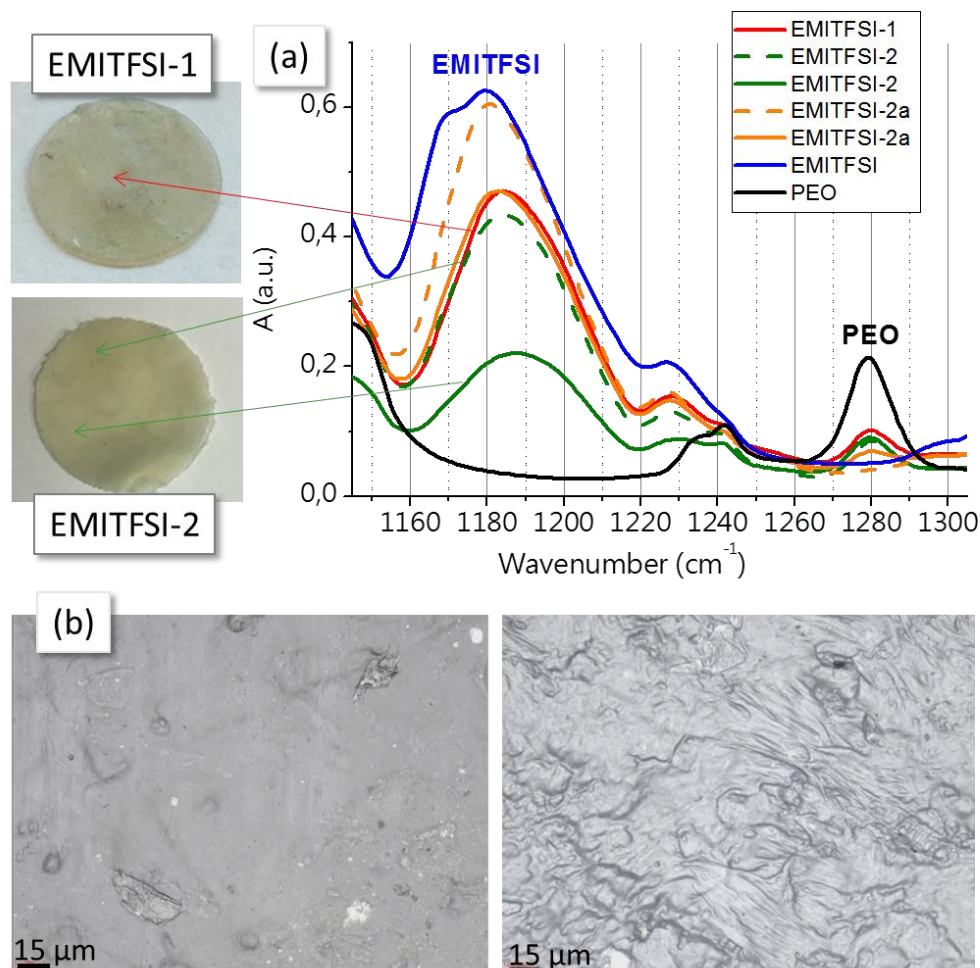 EMITFSI-1
(a)
EMITFSI
PEO
EMITFSI-1
EMITFSI-2
EMITFSI-2
EMITFSI-2a
EMITFSI-2a
EMITFSI
PEO
A (a.u.)
0,6
0,4
0,2
0,0
1160 1180 1200 1220 1240 1260 1280 1300
Wavenumber (cm⁻¹)
EMITFSI-2
(b)
15 µm
15 µm